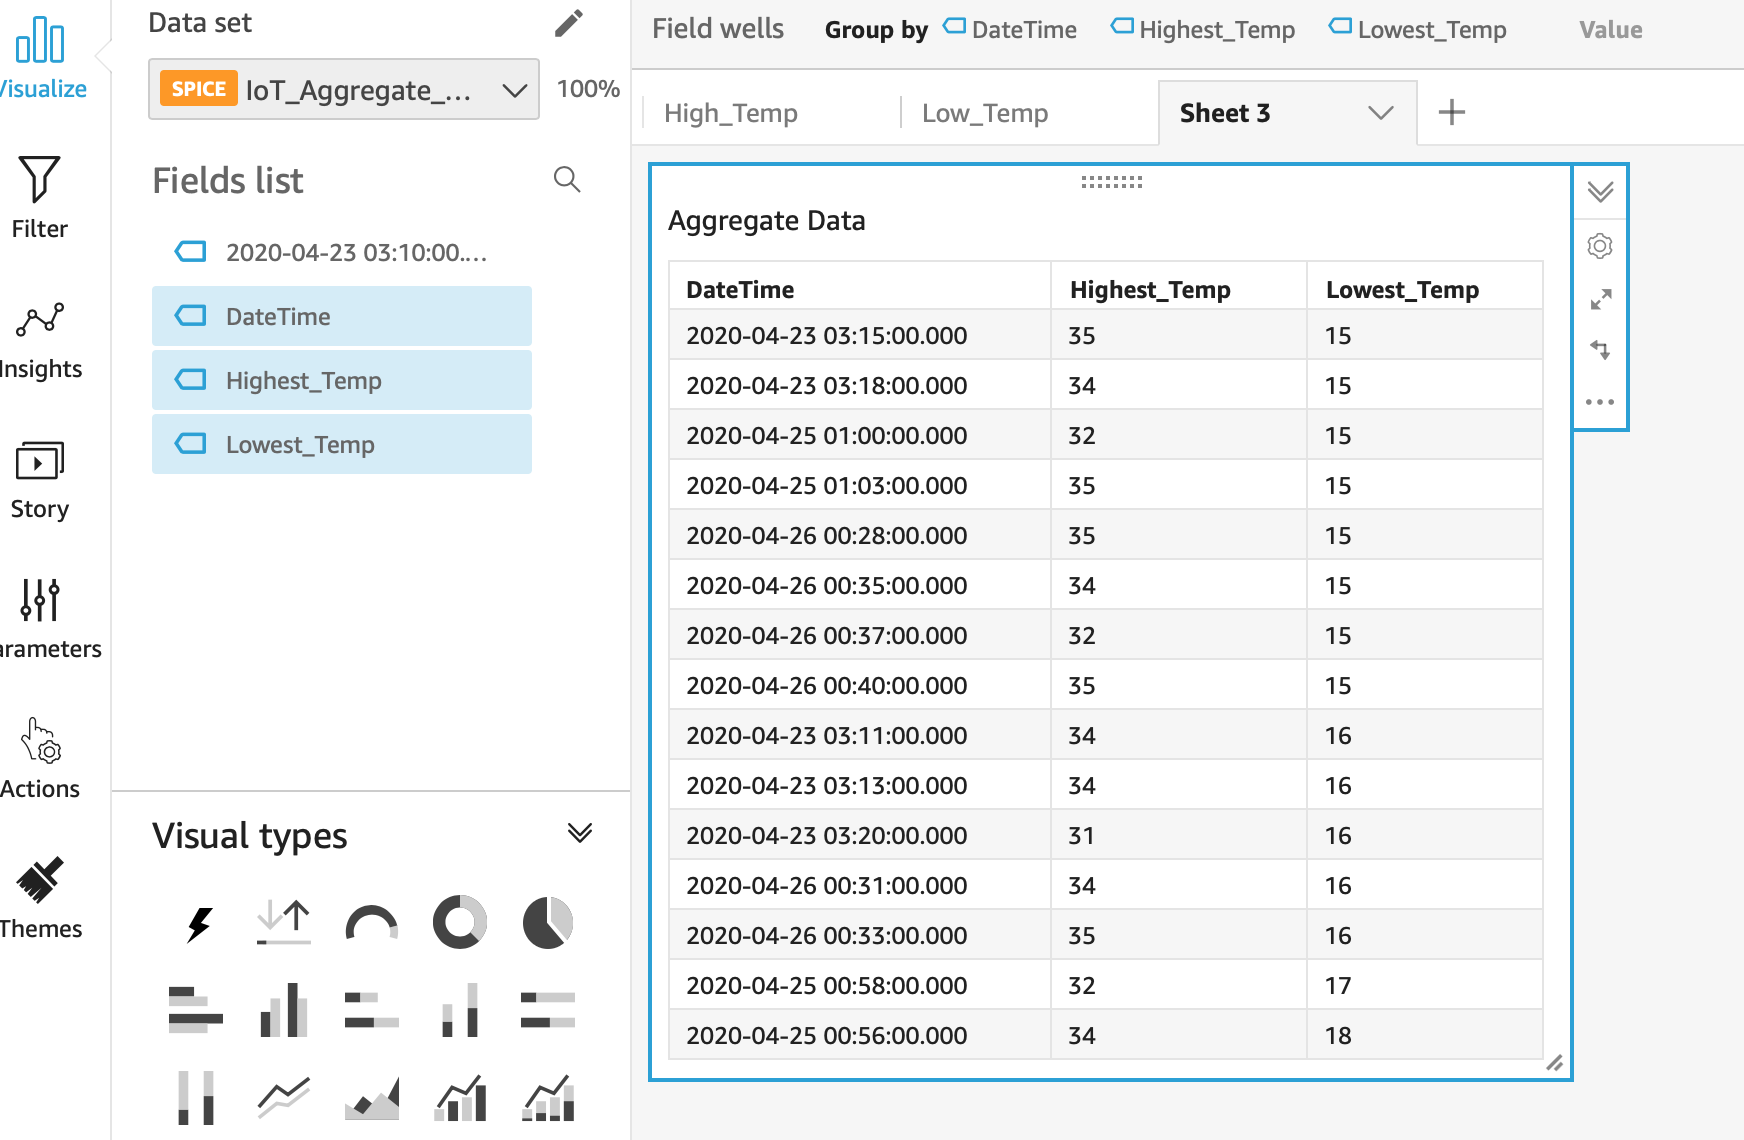 Visualize
Filter
Insights
Story
Parameters
Actions
Themes
Data set
SPICE IoT_Aggregate_... 100%
Fields list
2020-04-23 03:10:00....
DateTime
Highest_Temp
Lowest_Temp
Visual types
Field wells Group by DateTime Highest_Temp Lowest_Temp Value
High_Temp Low_Temp Sheet 3
Aggregate Data
DateTime Highest_Temp Lowest_Temp
2020-04-23 03:15:00.000 35 15
2020-04-23 03:18:00.000 34 15
2020-04-25 01:00:00.000 32 15
2020-04-25 01:03:00.000 35 15
2020-04-26 00:28:00.000 35 15
2020-04-26 00:35:00.000 34 15
2020-04-26 00:37:00.000 32 15
2020-04-26 00:40:00.000 35 15
2020-04-23 03:11:00.000 34 16
2020-04-23 03:13:00.000 34 16
2020-04-23 03:20:00.000 31 16
2020-04-26 00:31:00.000 34 16
2020-04-26 00:33:00.000 35 16
2020-04-25 00:58:00.000 32 17
2020-04-25 00:56:00.000 34 18